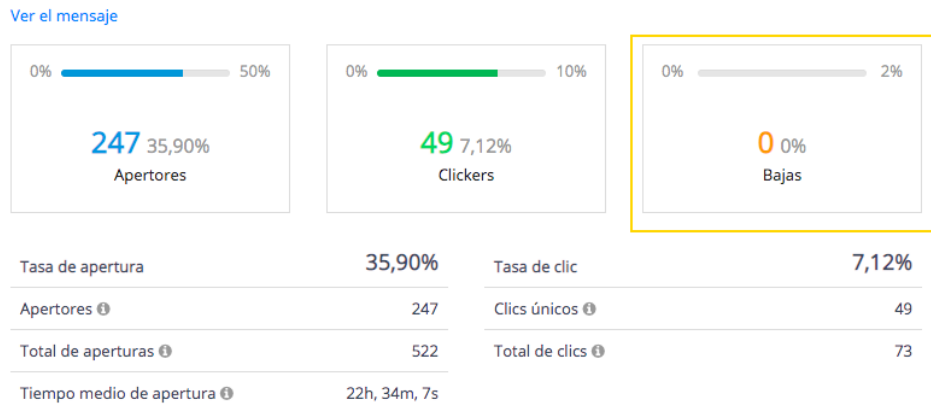 Ver el mensaje
0% 50%
247 35,90%
Apertores
0% 10%
49 7,12%
Clickers
0% 2%
0 0%
Bajas
Tasa de apertura 35,90%
Apertores 247
Total de aperturas 522
Tiempo medio de apertura 22h, 34m, 7s
Tasa de clic 7,12%
Clics únicos 49
Total de clics 73